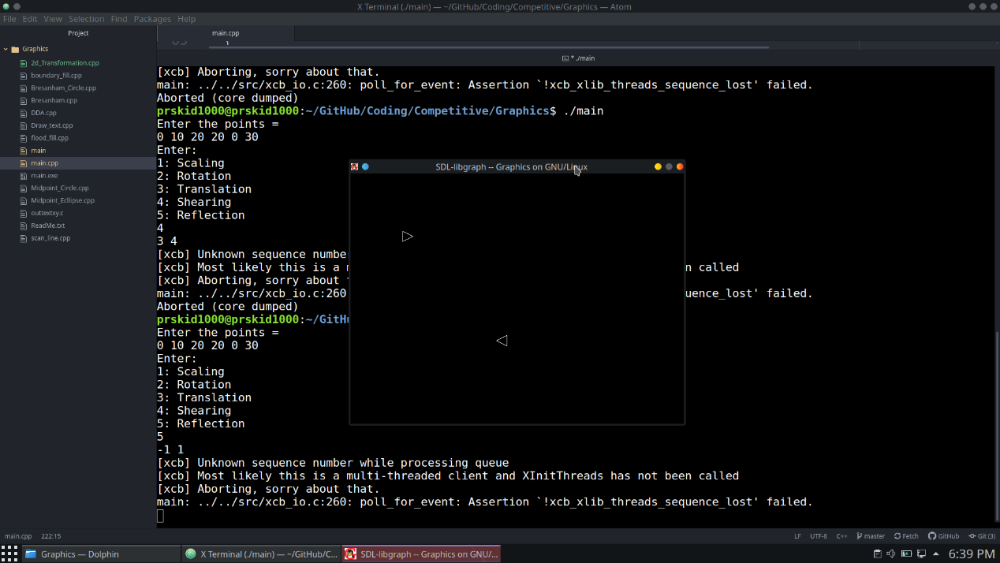 X Terminal (./main) — ~/GitHub/Coding/Competitive/Graphics — Atom
File Edit View Selection Find Packages Help
Project
main.cpp
Graphics
2d_Transformation.cpp
boundary_fill.cpp
Bresanham_Circle.cpp
Bresanham.cpp
DDA.cpp
Draw_text.cpp
flood_fill.cpp
main
main.cpp
main.exe
Midpoint_Circle.cpp
Midpoint_Ecllipse.cpp
outtextxy.c
ReadMe.txt
scan_line.cpp
* ./main
[xcb] Aborting, sorry about that.
main: ../../src/xcb_io.c:260: poll_for_event: Assertion `!xcb_xlib_threads_sequence_lost' failed.
Aborted (core dumped)
prskid1000@prskid1000:~/GitHub/Coding/Competitive/Graphics$ ./main
Enter the points =
0 10 20 20 0 30
Enter:
1: Scaling
2: Rotation
3: Translation
4: Shearing
5: Reflection
4
3 4
[xcb] Unknown sequence numbe
[xcb] Most likely this is a n called
[xcb] Aborting, sorry about
main: ../../src/xcb_io.c:260 uence_lost' failed.
Aborted (core dumped)
prskid1000@prskid1000:~/GitH
Enter the points =
0 10 20 20 0 30
Enter:
1: Scaling
2: Rotation
3: Translation
4: Shearing
5: Reflection
5
-1 1
[xcb] Unknown sequence number while processing queue
[xcb] Most likely this is a multi-threaded client and XInitThreads has not been called
[xcb] Aborting, sorry about that.
main: ../../src/xcb_io.c:260: poll_for_event: Assertion `!xcb_xlib_threads_sequence_lost' failed.
SDL-libgraph -- Graphics on GNU/Linux
main.cpp 222:15
LF UTF-8 C++ master Fetch GitHub Git (3)
Graphics — Dolphin
X Terminal (./main) — ~/GitHub/C...
SDL-libgraph -- Graphics on GNU/...
6:39 PM